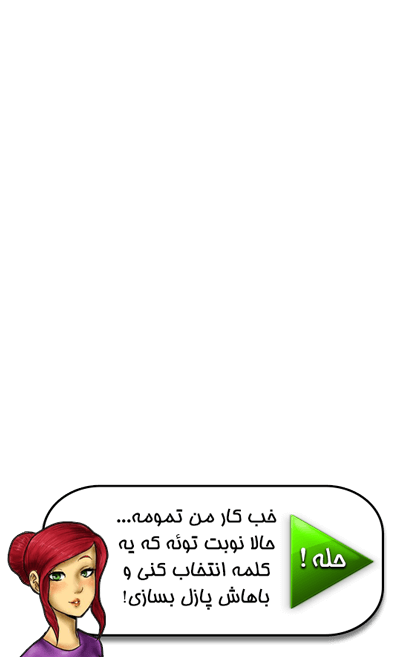 خب کار من تمومه...
حالا نوبت توئه که یه
کلمه انتخاب کنی و
باهاش پازل بسازی!
حله !